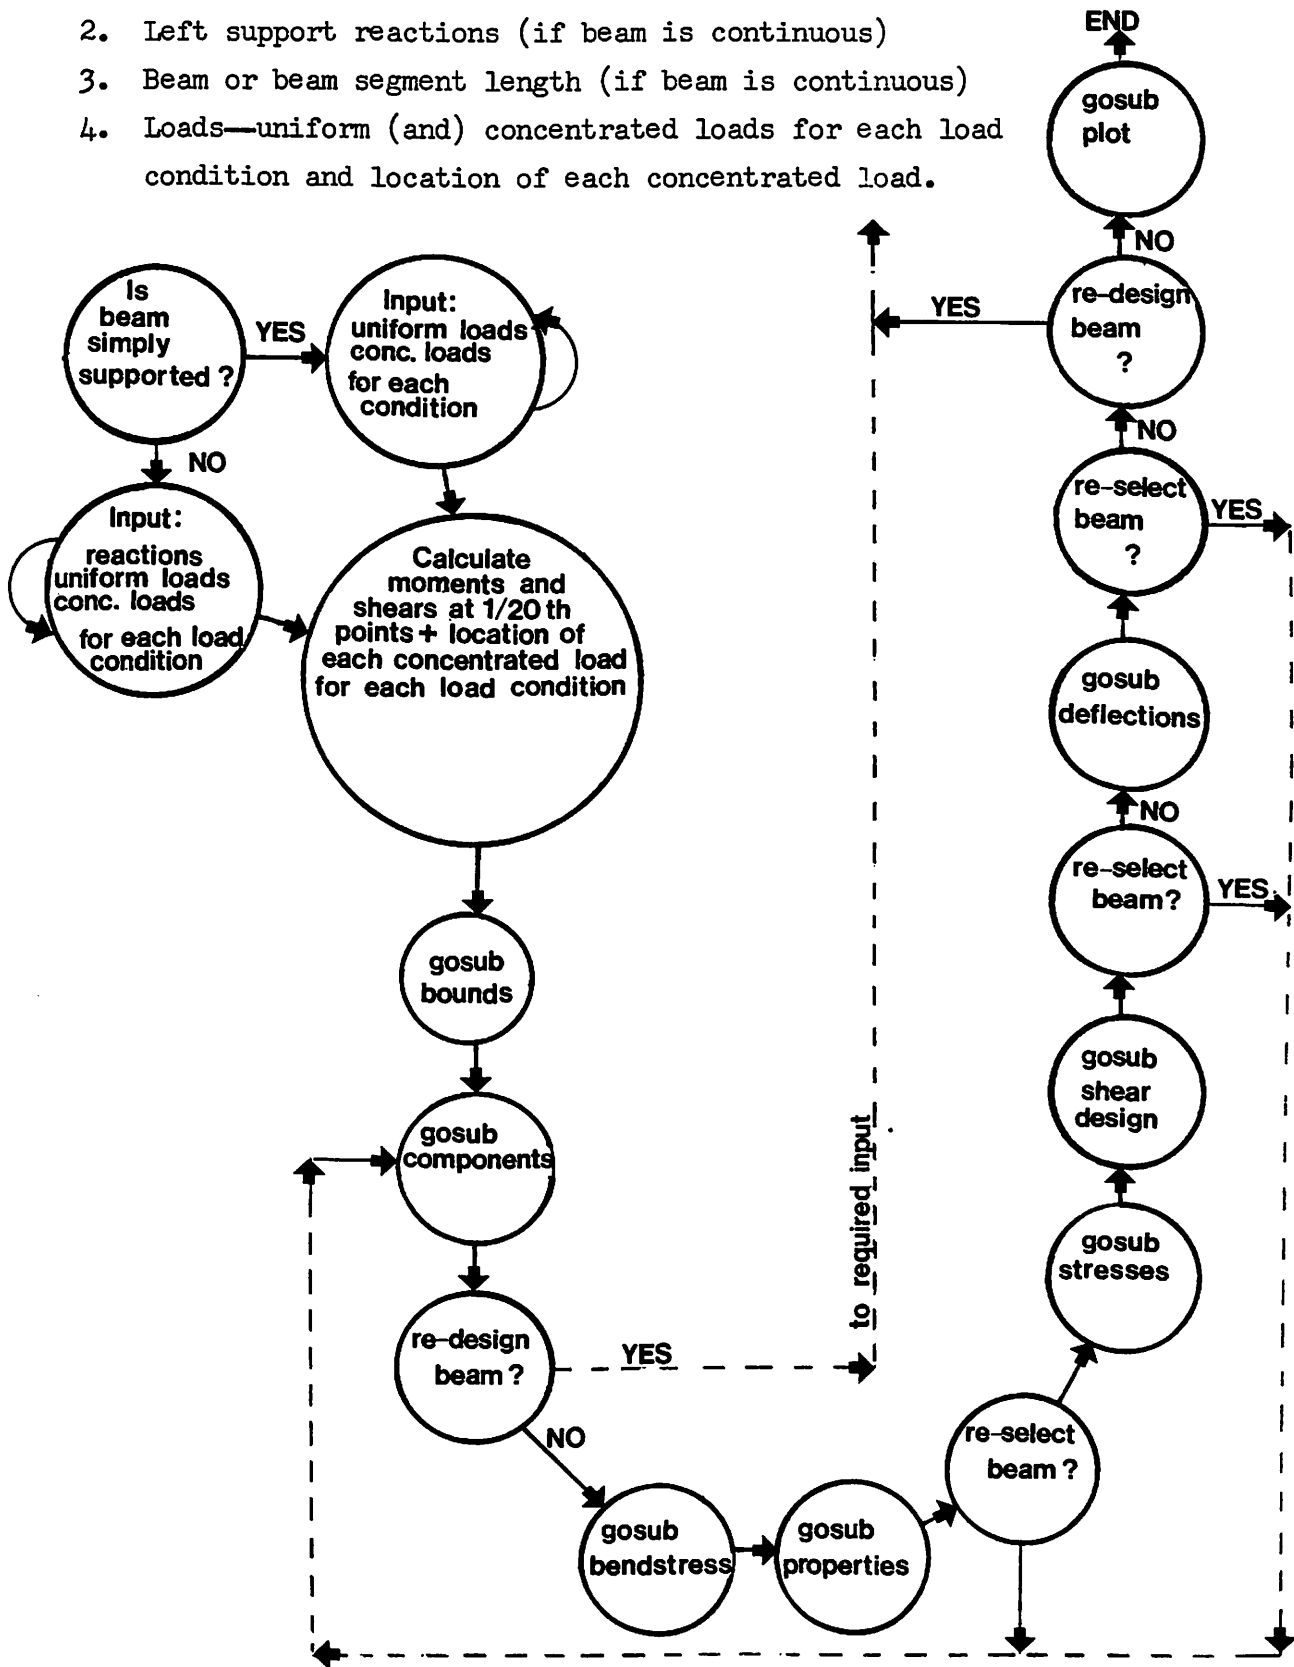 2. Left support reactions (if beam is continuous)
3. Beam or beam segment length (if beam is continuous)
4. Loads—uniform (and) concentrated loads for each load
condition and location of each concentrated load.
Is
beam
simply
supported?
YES
NO
Input:
uniform loads
conc. loads
for each
condition
Input:
reactions
uniform loads
conc. loads
for each load
condition
Calculate
moments and
shears at 1/20 th
points + location of
each concentrated load
for each load condition
gosub
bounds
gosub
components
re-design
beam?
YES
NO
to required input
gosub
bendstress
gosub
properties
re-select
beam?
gosub
stresses
gosub
shear
design
re-select
beam?
YES
NO
gosub
deflections
re-select
beam
?
YES
NO
re-design
beam
?
YES
NO
gosub
plot
END